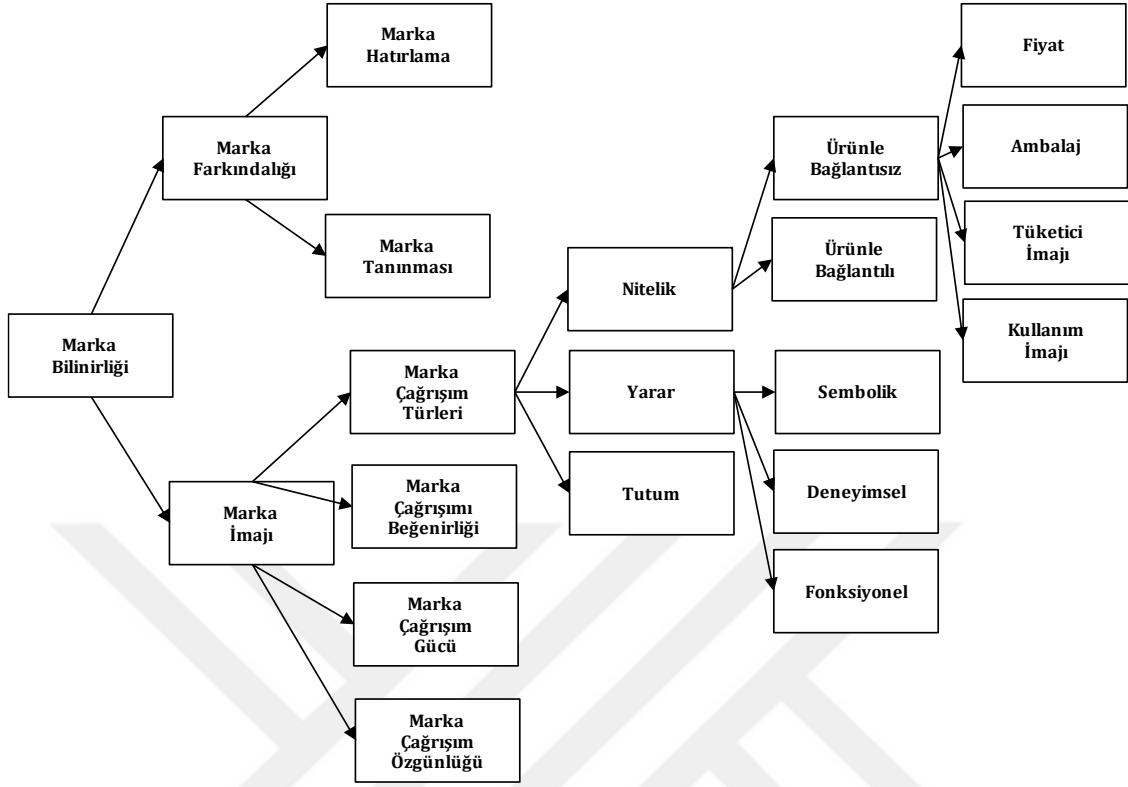 Marka
Hatırlama
Marka
Farkındalığı
Marka
Tanınması
Marka
Bilinirliği
Marka
İmajı
Marka
Çağrışım
Türleri
Marka
Çağrışımı
Beğenirliği
Marka
Çağrışım
Gücü
Marka
Çağrışım
Özgünlüğü
Nitelik
Yarar
Tutum
Ürünle
Bağlantısız
Ürünle
Bağlantılı
Sembolik
Deneyimsel
Fonksiyonel
Fiyat
Ambalaj
Tüketici
İmajı
Kullanım
İmajı